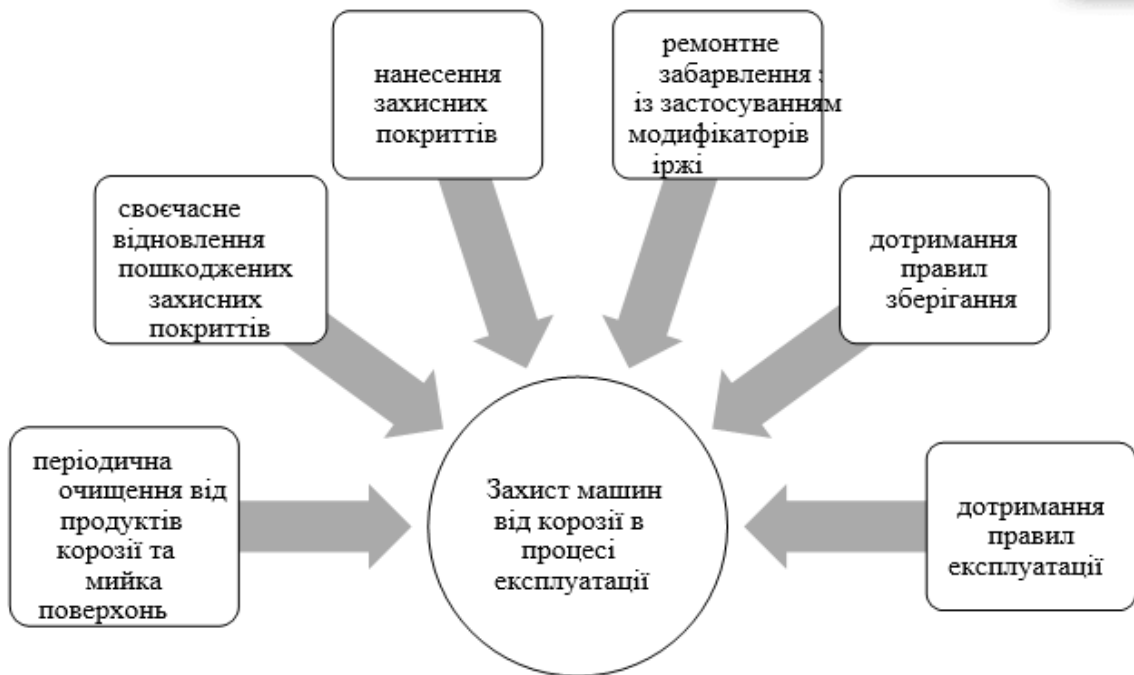 нанесення
захисних
покриттів
ремонтне
забарвлення з
із застосуванням
модифікаторів
іржі
своєчасне
відновлення
пошкоджених
захисних
покриттів
дотримання
правил
зберігання
періодична
очищення від
продуктів
корозії та
мийка
поверхонь
Захист машин
від корозії в
процесі
експлуатації
дотримання
правил
експлуатації